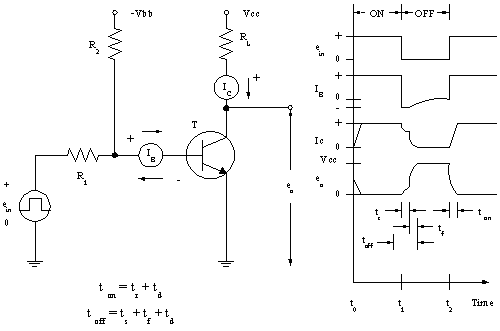 -Vbb
Vcc
R2
RL
IC
+
T
+
IB
-
R1
+
ein
0
eo
ton = tr + td
toff = ts + tf + td
ON OFF
+
ein
0
+
IB
0
-
+
Ic
0
Vcc
eo
0
ts
ton
tf
toff
t0 t1 t2 Time